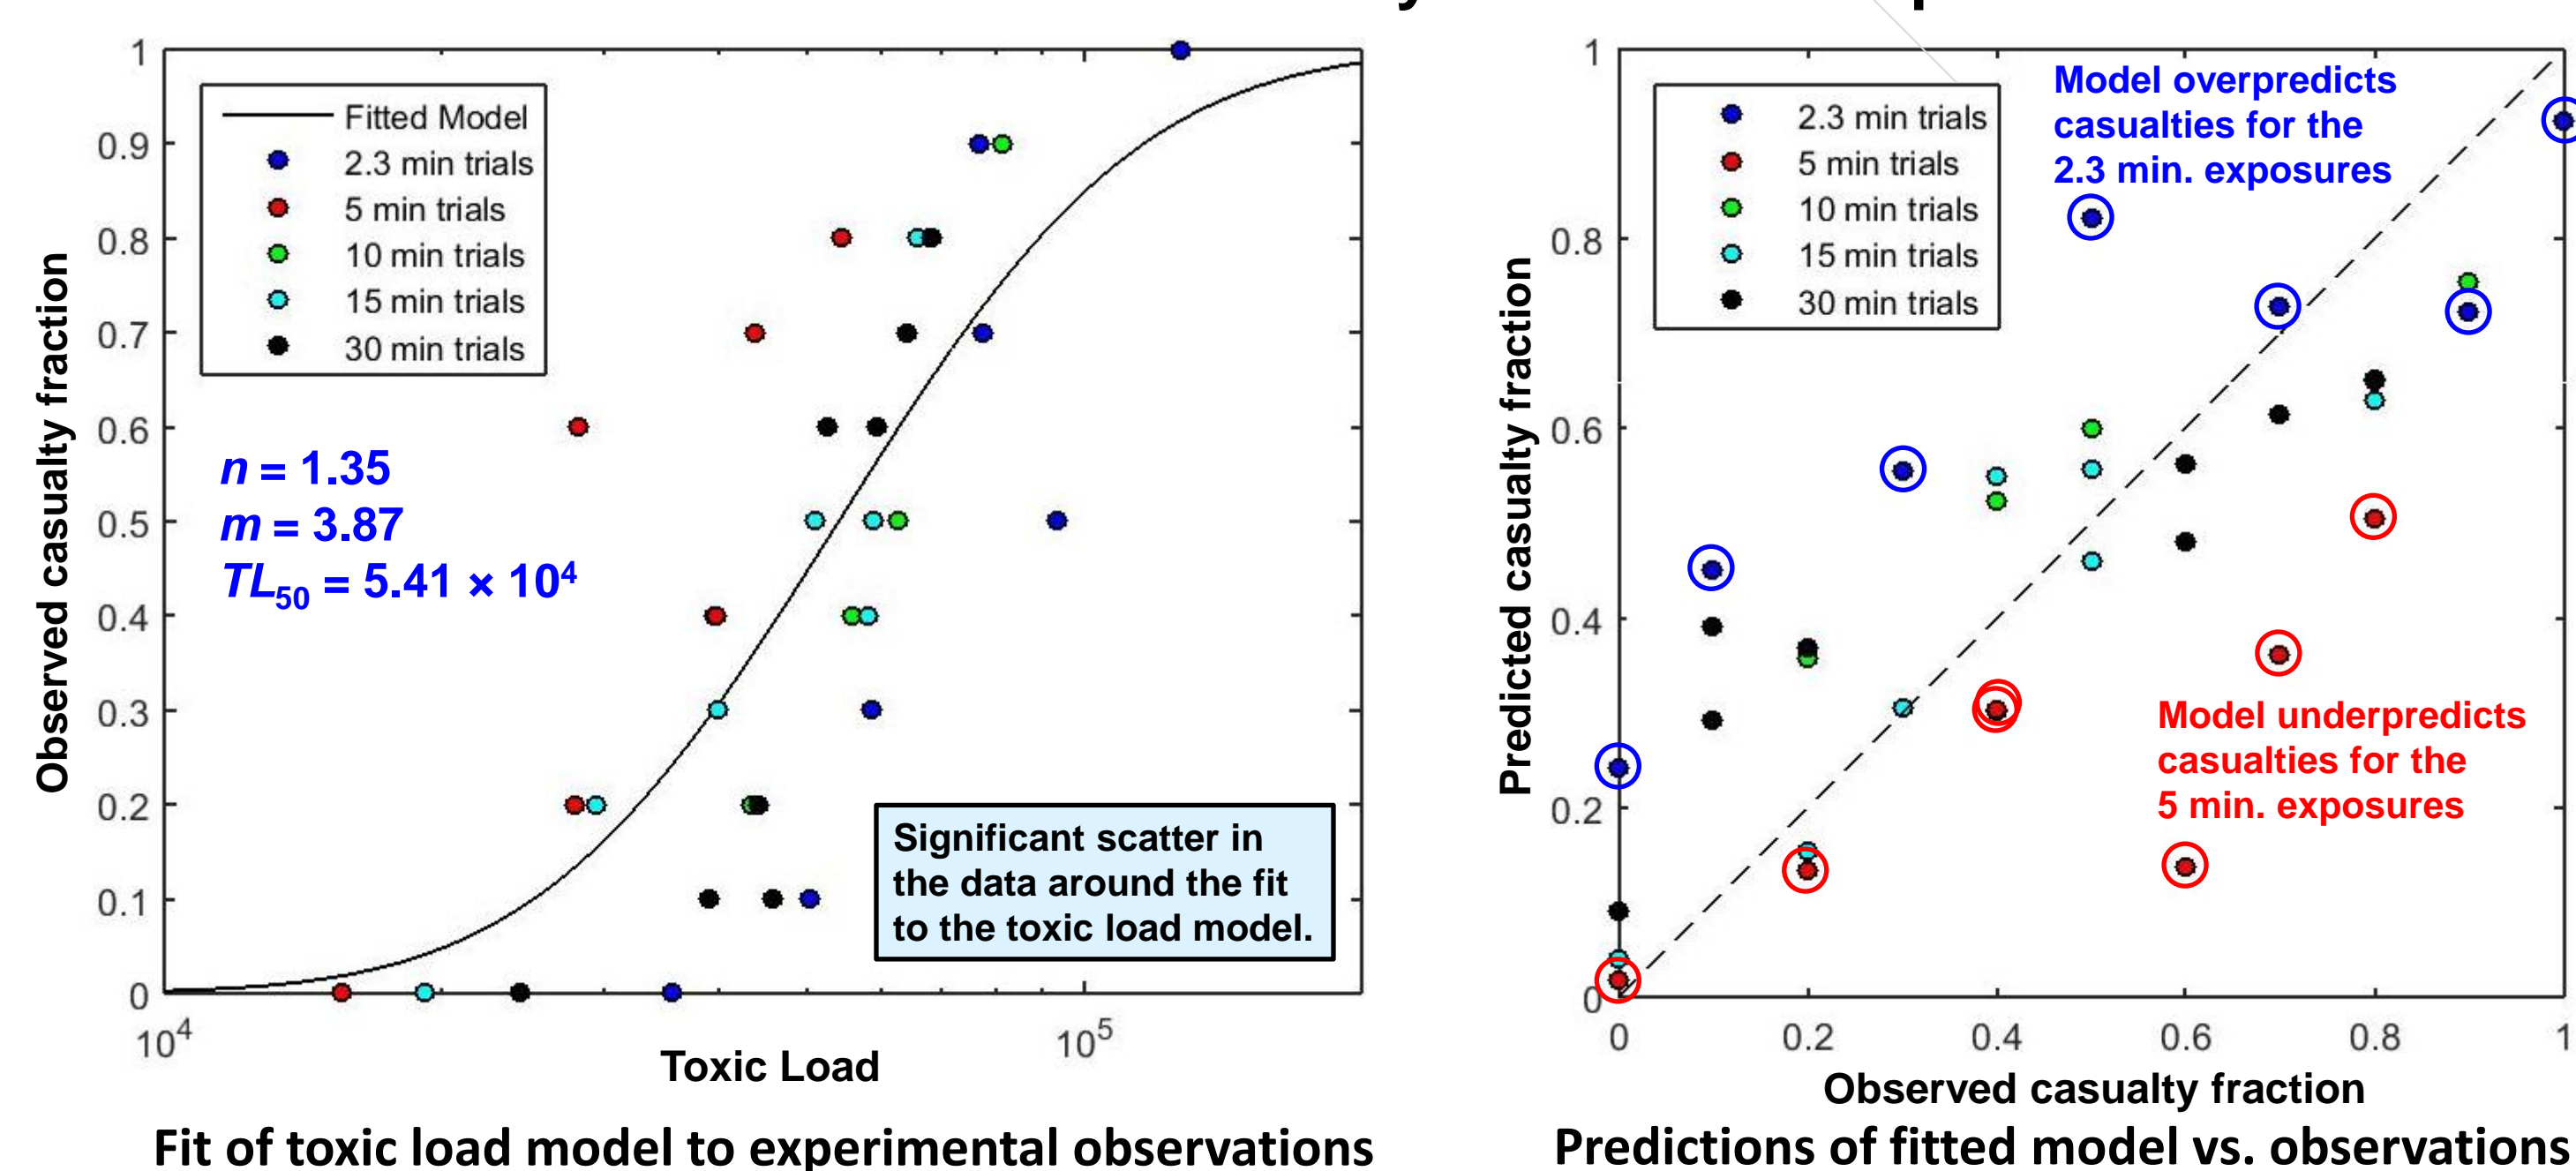 1
0.9
0.8
0.7
0.6
0.5
0.4
0.3
0.2
0.1
0
Observed casualty fraction
Fitted Model
2.3 min trials
5 min trials
10 min trials
15 min trials
30 min trials
n = 1.35
m = 3.87
TL₅₀ = 5.41 × 10⁴
Significant scatter in
the data around the fit
to the toxic load model.
10⁴
10⁵
Toxic Load
Fit of toxic load model to experimental observations
1
0.8
0.6
0.4
0.2
0
Predicted casualty fraction
2.3 min trials
5 min trials
10 min trials
15 min trials
30 min trials
Model overpredicts
casualties for the
2.3 min. exposures
Model underpredicts
casualties for the
5 min. exposures
0 0.2 0.4 0.6 0.8 1
Observed casualty fraction
Predictions of fitted model vs. observations